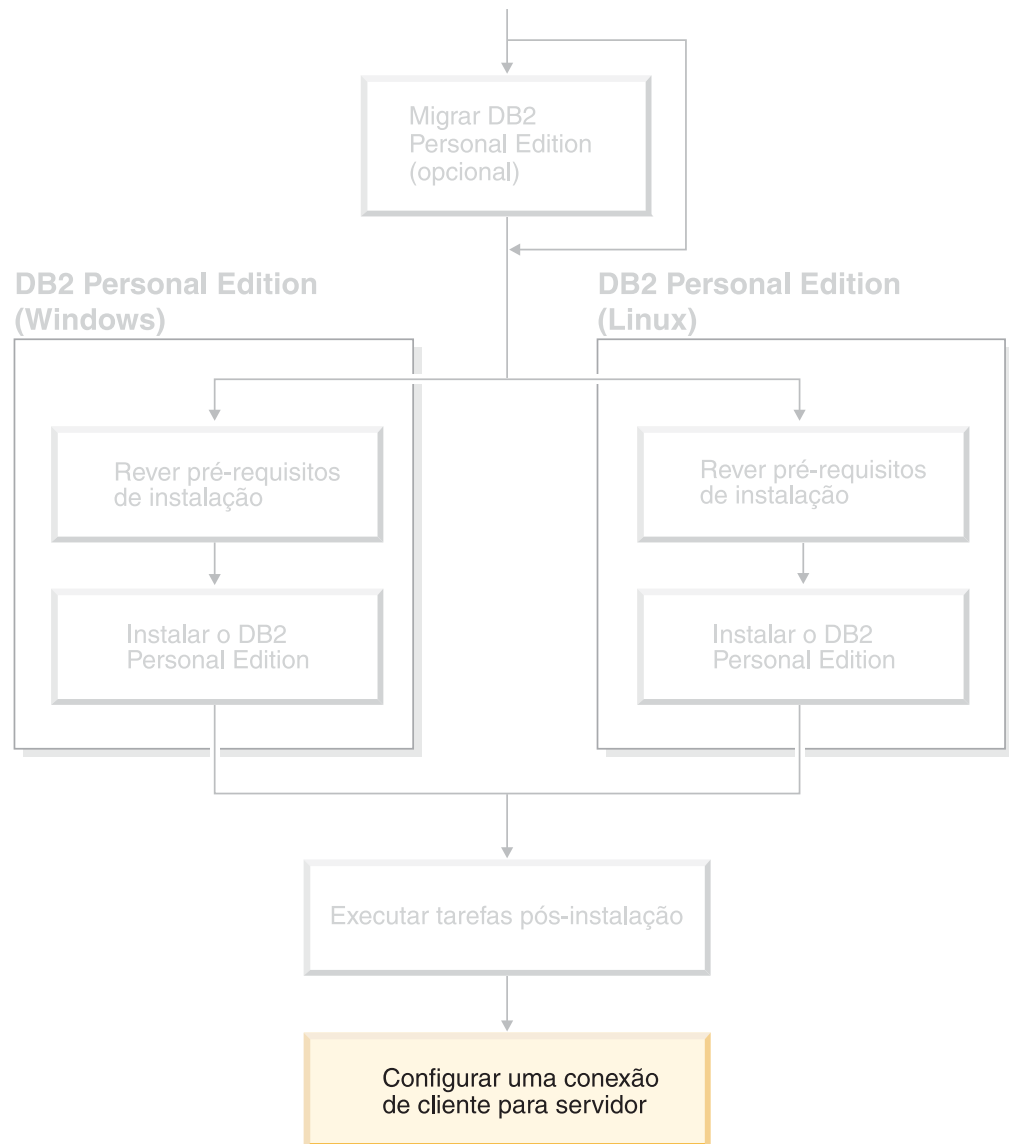 Migrar DB2
Personal Edition
(opcional)
DB2 Personal Edition
(Windows)
DB2 Personal Edition
(Linux)
Rever pré-requisitos
de instalação
Rever pré-requisitos
de instalação
Instalar o DB2
Personal Edition
Instalar o DB2
Personal Edition
Executar tarefas pós-instalação
Configurar uma conexão
de cliente para servidor